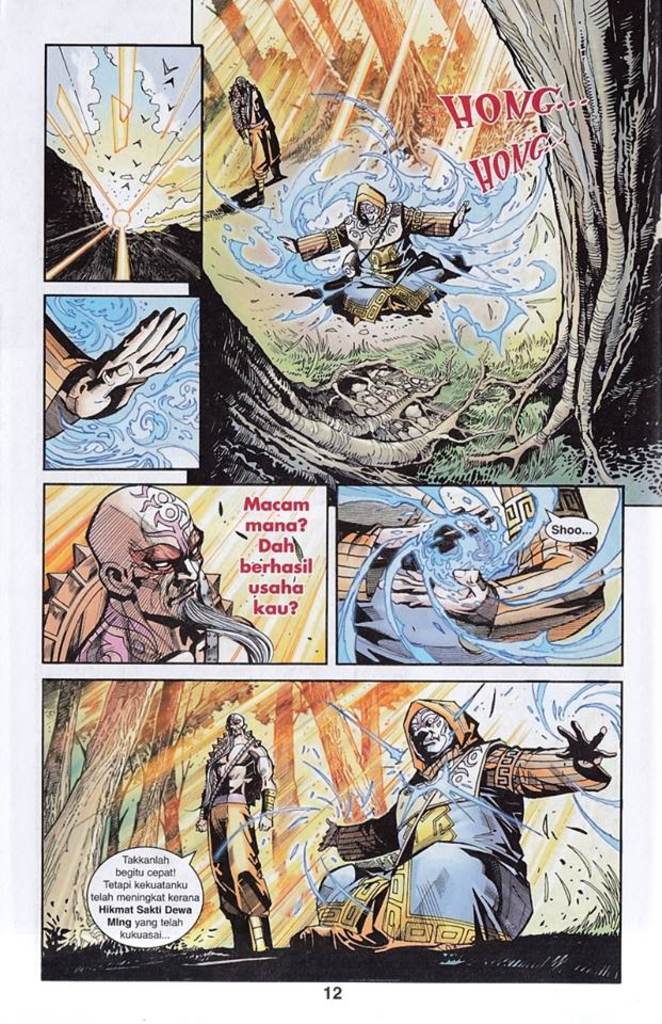 HONG...
HONG...
Macam
mana?
Dah
berhasil
usaha
kau?
Shoo...
Takkanlah
begitu cepat!
Tetapi kekuatanku
telah meningkat kerana
Hikmat Sakti Dewa
MIng yang telah
kukuasai...
12